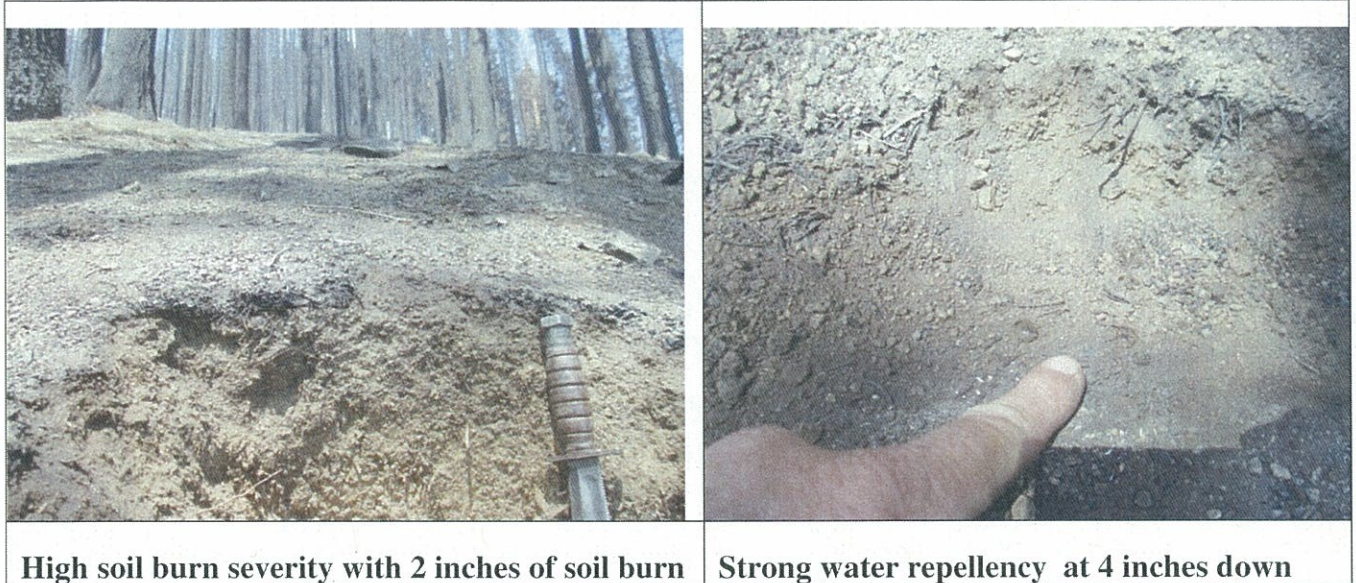 High soil burn severity with 2 inches of soil burn
Strong water repellency at 4 inches down